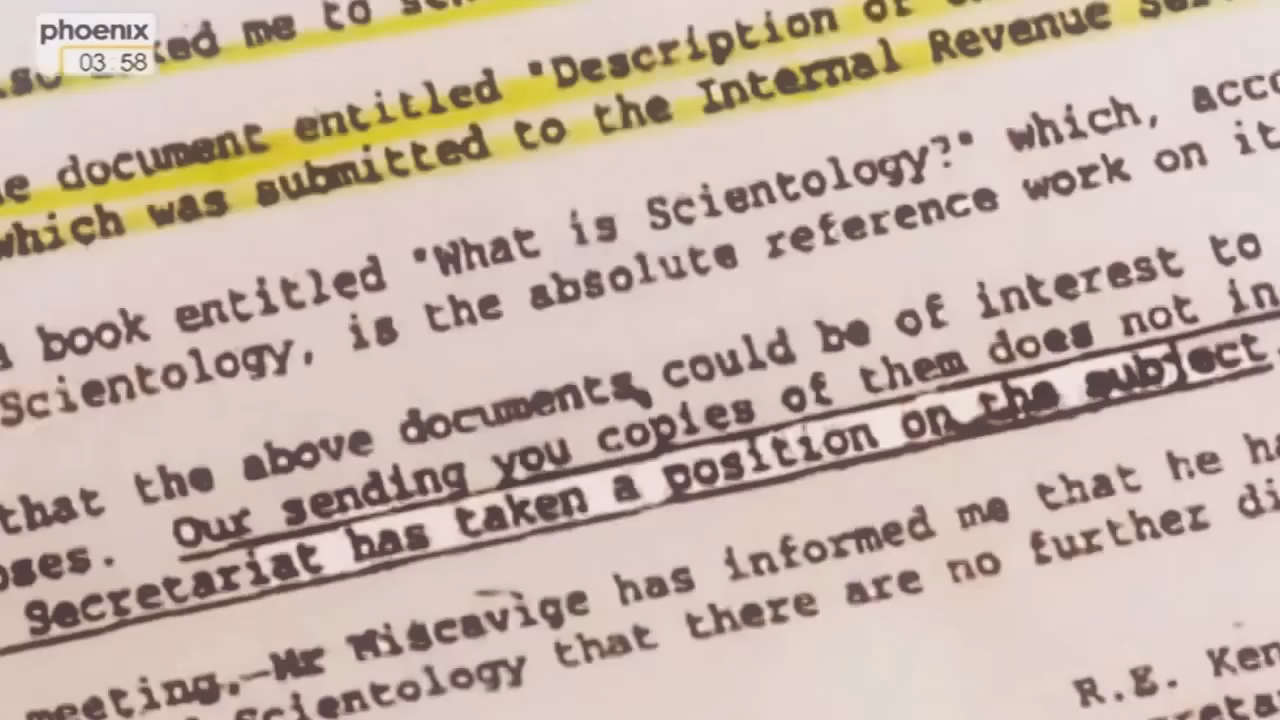 phoenix
03:58
me to
document entitled "Description of
which was submitted to the Internal Revenue
book entitled "What is Scientology?" which, acco
Scientology, is the absolute reference work on it
that the above documents could be of interest to
oses. Our sending you copies of them does not in
Secretariat has taken a position on the subject.
meeting, Mr Miscavige has informed me that he ha
Scientology that there are no further di
R.E. Ken